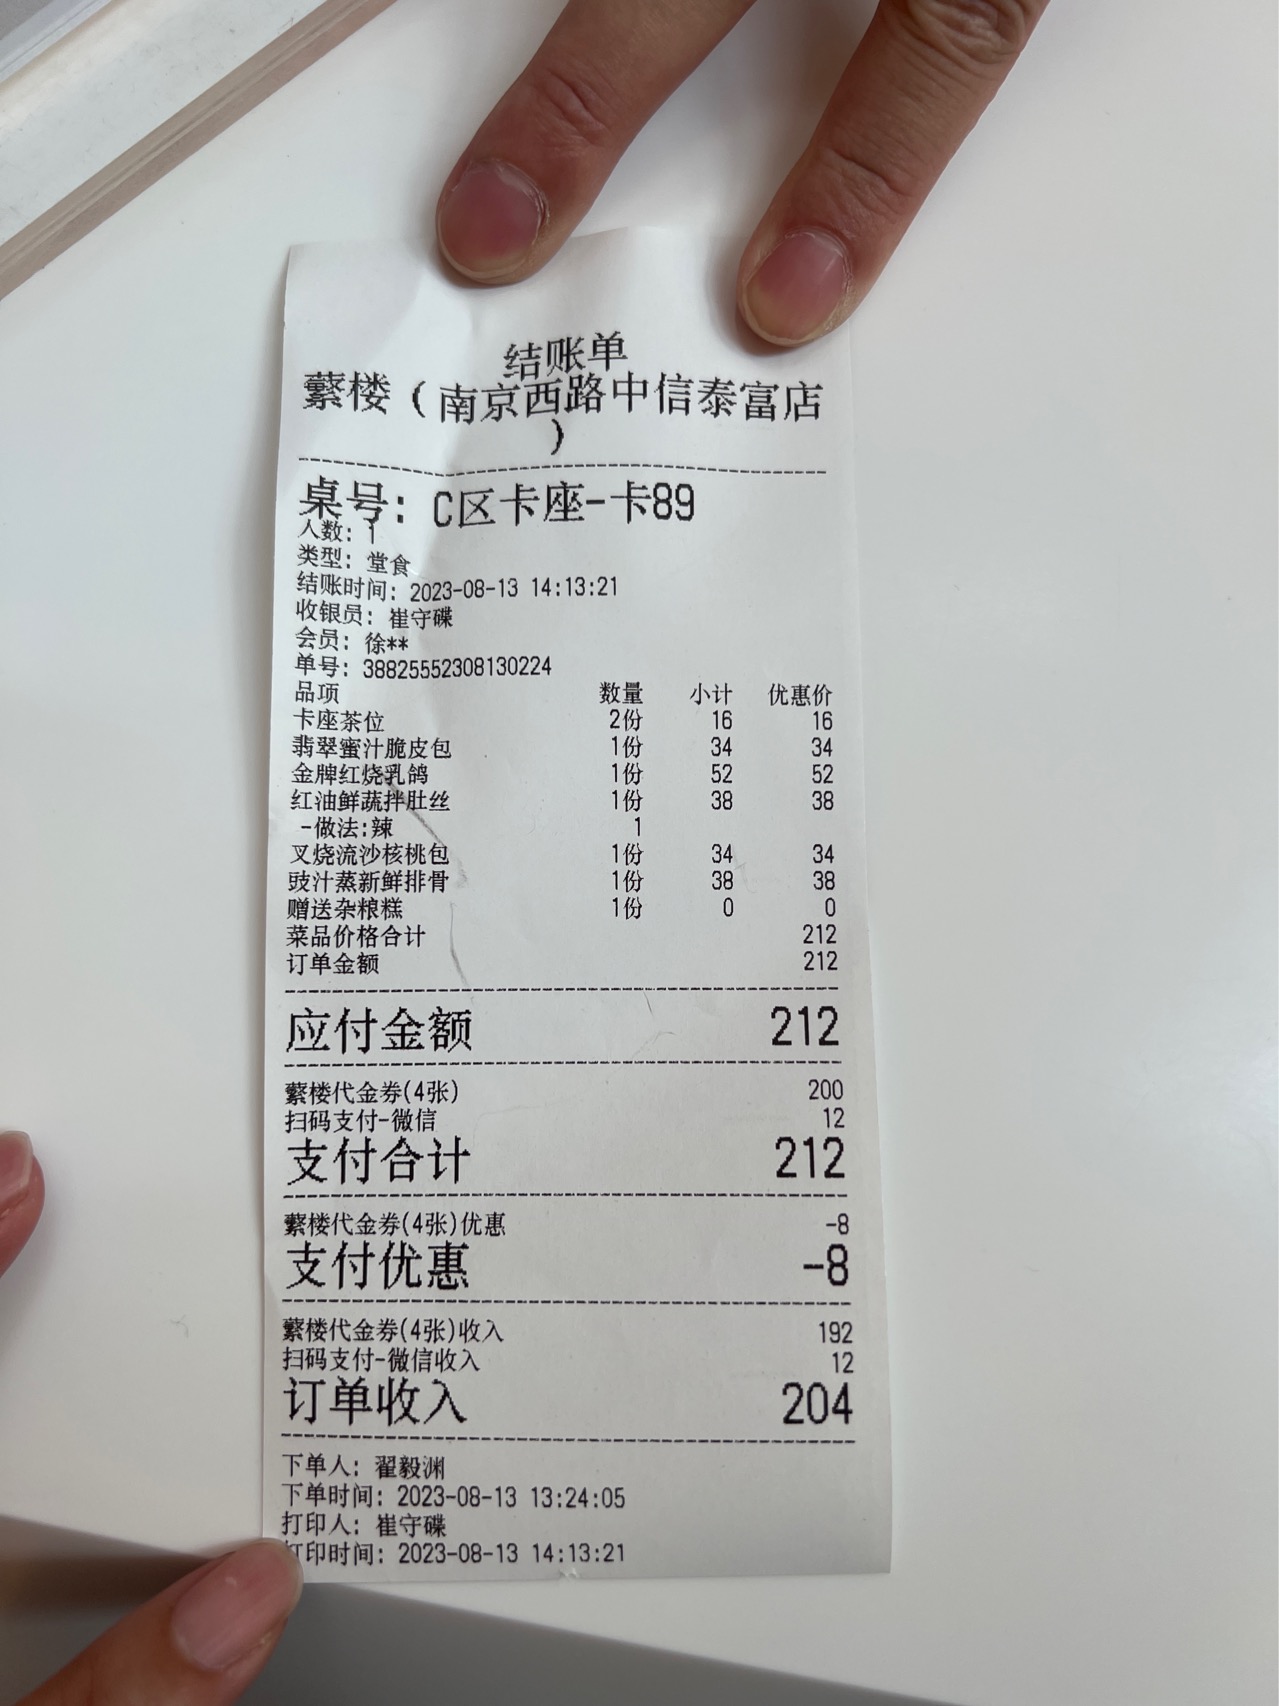 结账单
蘩楼(南京西路中信泰富店
)
桌号: C区卡座-卡89
人数: 1
类型: 堂食
结账时间: 2023-08-13 14:13:21
收银员: 崔守碟
会员: 徐**
单号: 38825552308130224
品项 数量 小计 优惠价
卡座茶位 2份 16 16
翡翠蜜汁脆皮包 1份 34 34
金牌红烧乳鸽 1份 52 52
红油鲜蔬拌肚丝 1份 38 38
-做法:辣 1
叉烧流沙核桃包 1份 34 34
豉汁蒸新鲜排骨 1份 38 38
赠送杂粮糕 1份 0 0
菜品价格合计 212
订单金额 212
应付金额 212
蘩楼代金券(4张) 200
扫码支付-微信 12
支付合计 212
蘩楼代金券(4张)优惠 -8
支付优惠 -8
蘩楼代金券(4张)收入 192
扫码支付-微信收入 12
订单收入 204
下单人: 翟毅渊
下单时间: 2023-08-13 13:24:05
打印人: 崔守碟
打印时间: 2023-08-13 14:13:21